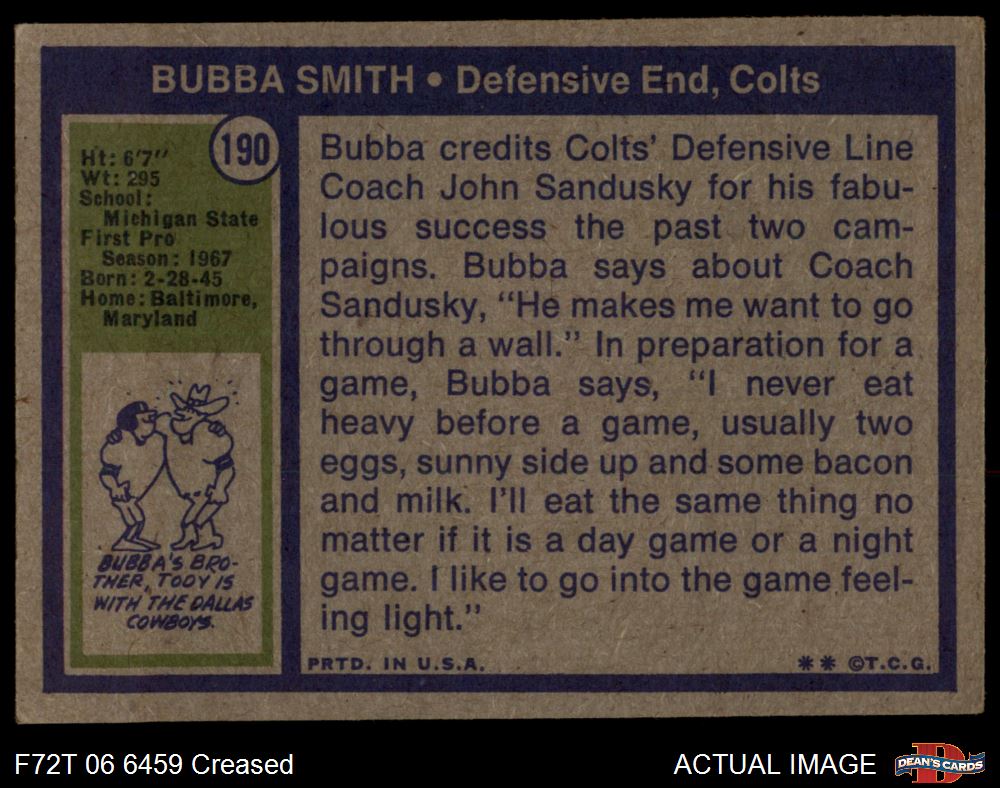 BUBBA SMITH • Defensive End, Colts
190
Ht: 6'7"
Wt: 295
School:
Michigan State
First Pro
Season: 1967
Born: 2-28-45
Home: Baltimore,
Maryland
BUBBA'S BRO-
THER, TODY IS
WITH THE DALLAS
COWBOYS.
Bubba credits Colts' Defensive Line
Coach John Sandusky for his fabu-
lous success the past two cam-
paigns. Bubba says about Coach
Sandusky, "He makes me want to go
through a wall." In preparation for a
game, Bubba says, "I never eat
heavy before a game, usually two
eggs, sunny side up and some bacon
and milk. I'll eat the same thing no
matter if it is a day game or a night
game. I like to go into the game feel-
ing light."
PRTD. IN U.S.A.
** ©T.C.G.
F72T 06 6459 Creased
ACTUAL IMAGE
D
DEAN'S CARDS